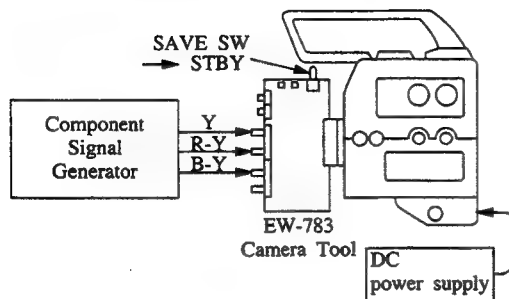 SAVE SW
STBY
Component
Signal
Generator
Y
R-Y
B-Y
EW-783
Camera Tool
DC
power supply